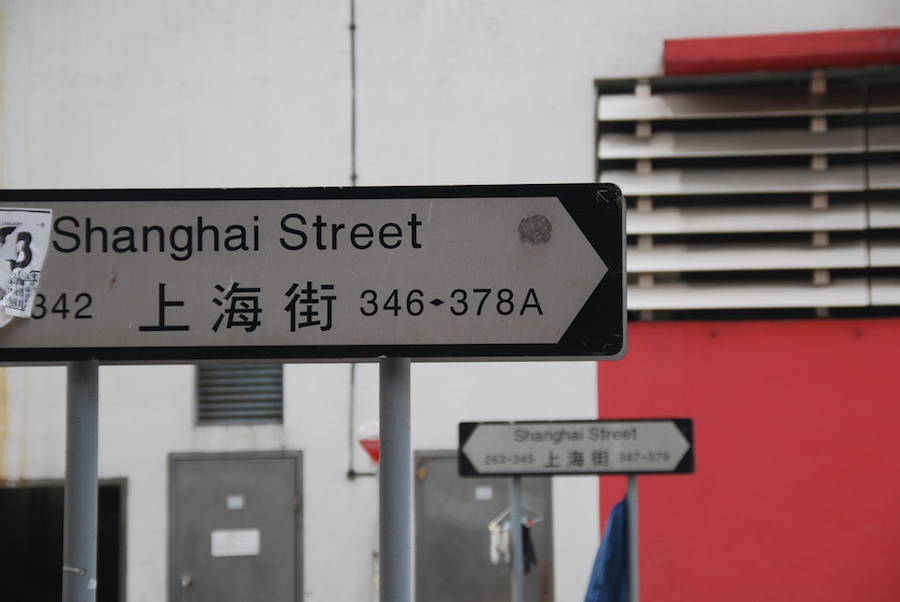 Shanghai Street
342 上海街 346-378A
Shanghai Street
263-345 上海街 347-379